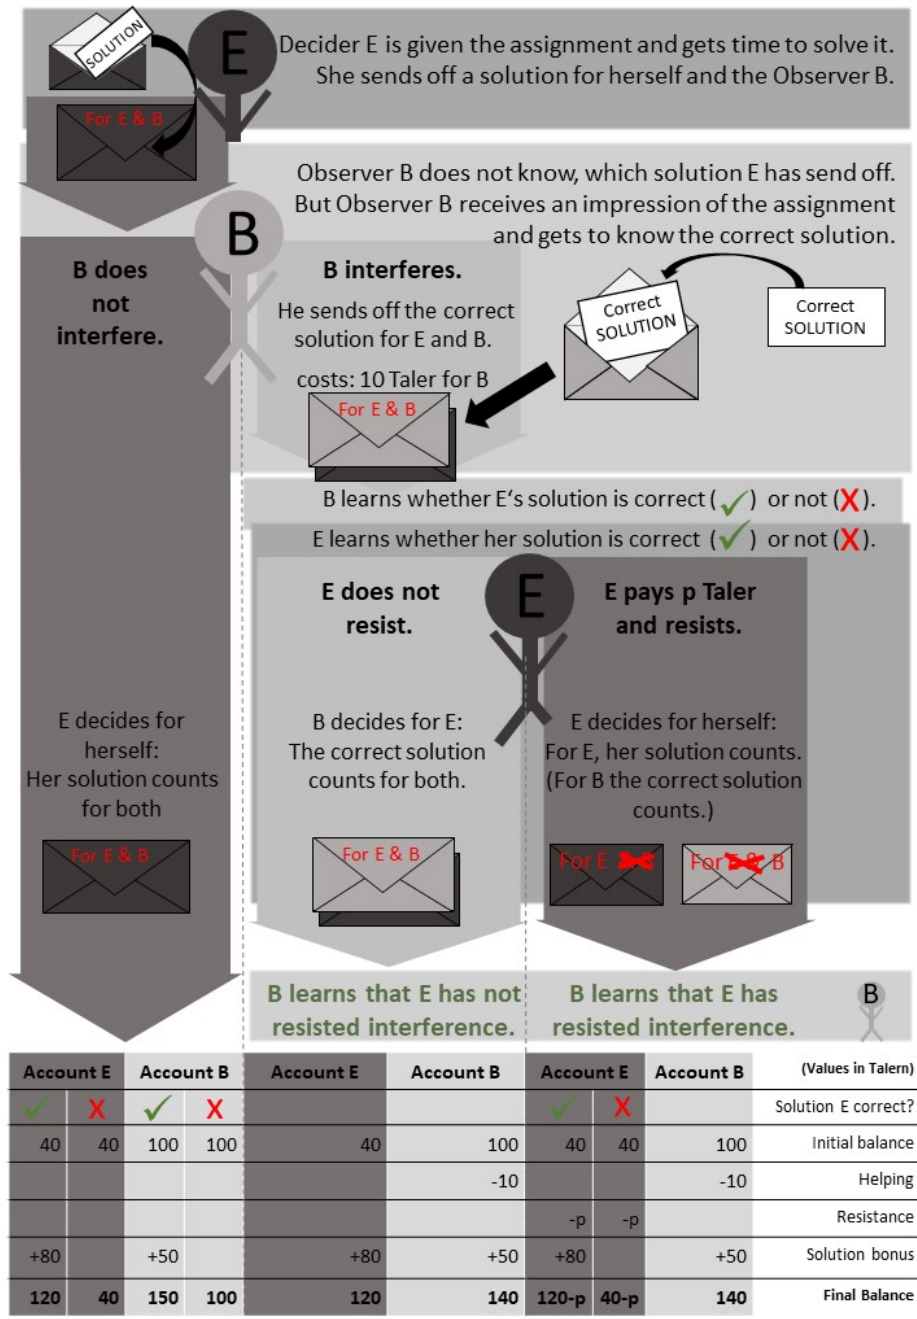 SOLUTION
E
Decider E is given the assignment and gets time to solve it.
She sends off a solution for herself and the Observer B.
For E & B
Observer B does not know, which solution E has send off.
But Observer B receives an impression of the assignment
and gets to know the correct solution.
B
B does
not
interfere.
B interferes.
He sends off the correct
solution for E and B.
costs: 10 Taler for B
For E & B
Correct
SOLUTION
Correct
SOLUTION
B learns whether E's solution is correct (✓) or not (X).
E learns whether her solution is correct (✓) or not (X).
E does not
resist.
E
E pays p Taler
and resists.
E decides for
herself:
Her solution counts
for both
For E & B
B decides for E:
The correct solution
counts for both.
For E & B
E decides for herself:
For E, her solution counts.
(For B the correct solution
counts.)
For E & B
For E & B
B learns that E has not
resisted interference.
B learns that E has
resisted interference.
B
Account E Account B Account E Account B Account E Account B (Values in Talern)
✓ X ✓ X ✓ X Solution E correct?
40 40 100 100 40 100 40 40 100 Initial balance
-10 -10 Helping
-p -p Resistance
+80 +50 +80 +50 +80 +50 Solution bonus
120 40 150 100 120 140 120-p 40-p 140 Final Balance